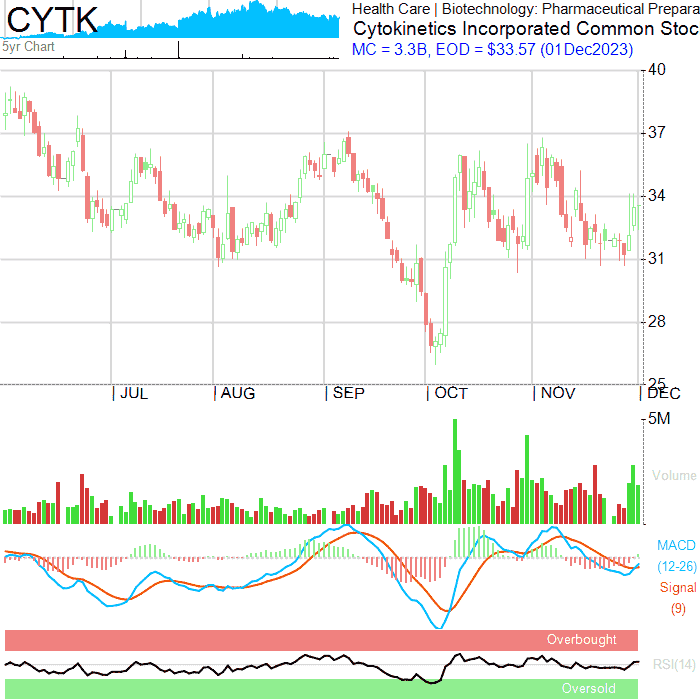 CYTK
5yr Chart
Health Care | Biotechnology: Pharmaceutical Prepara
Cytokinetics Incorporated Common Stoc
MC = 3.3B, EOD = $33.57 (01Dec2023)
40
37
34
31
28
25
| JUL | AUG | SEP | OCT | NOV | DEC
5M
Volume
MACD
(12-26)
Signal
(9)
Overbought
RSI(14)
Oversold